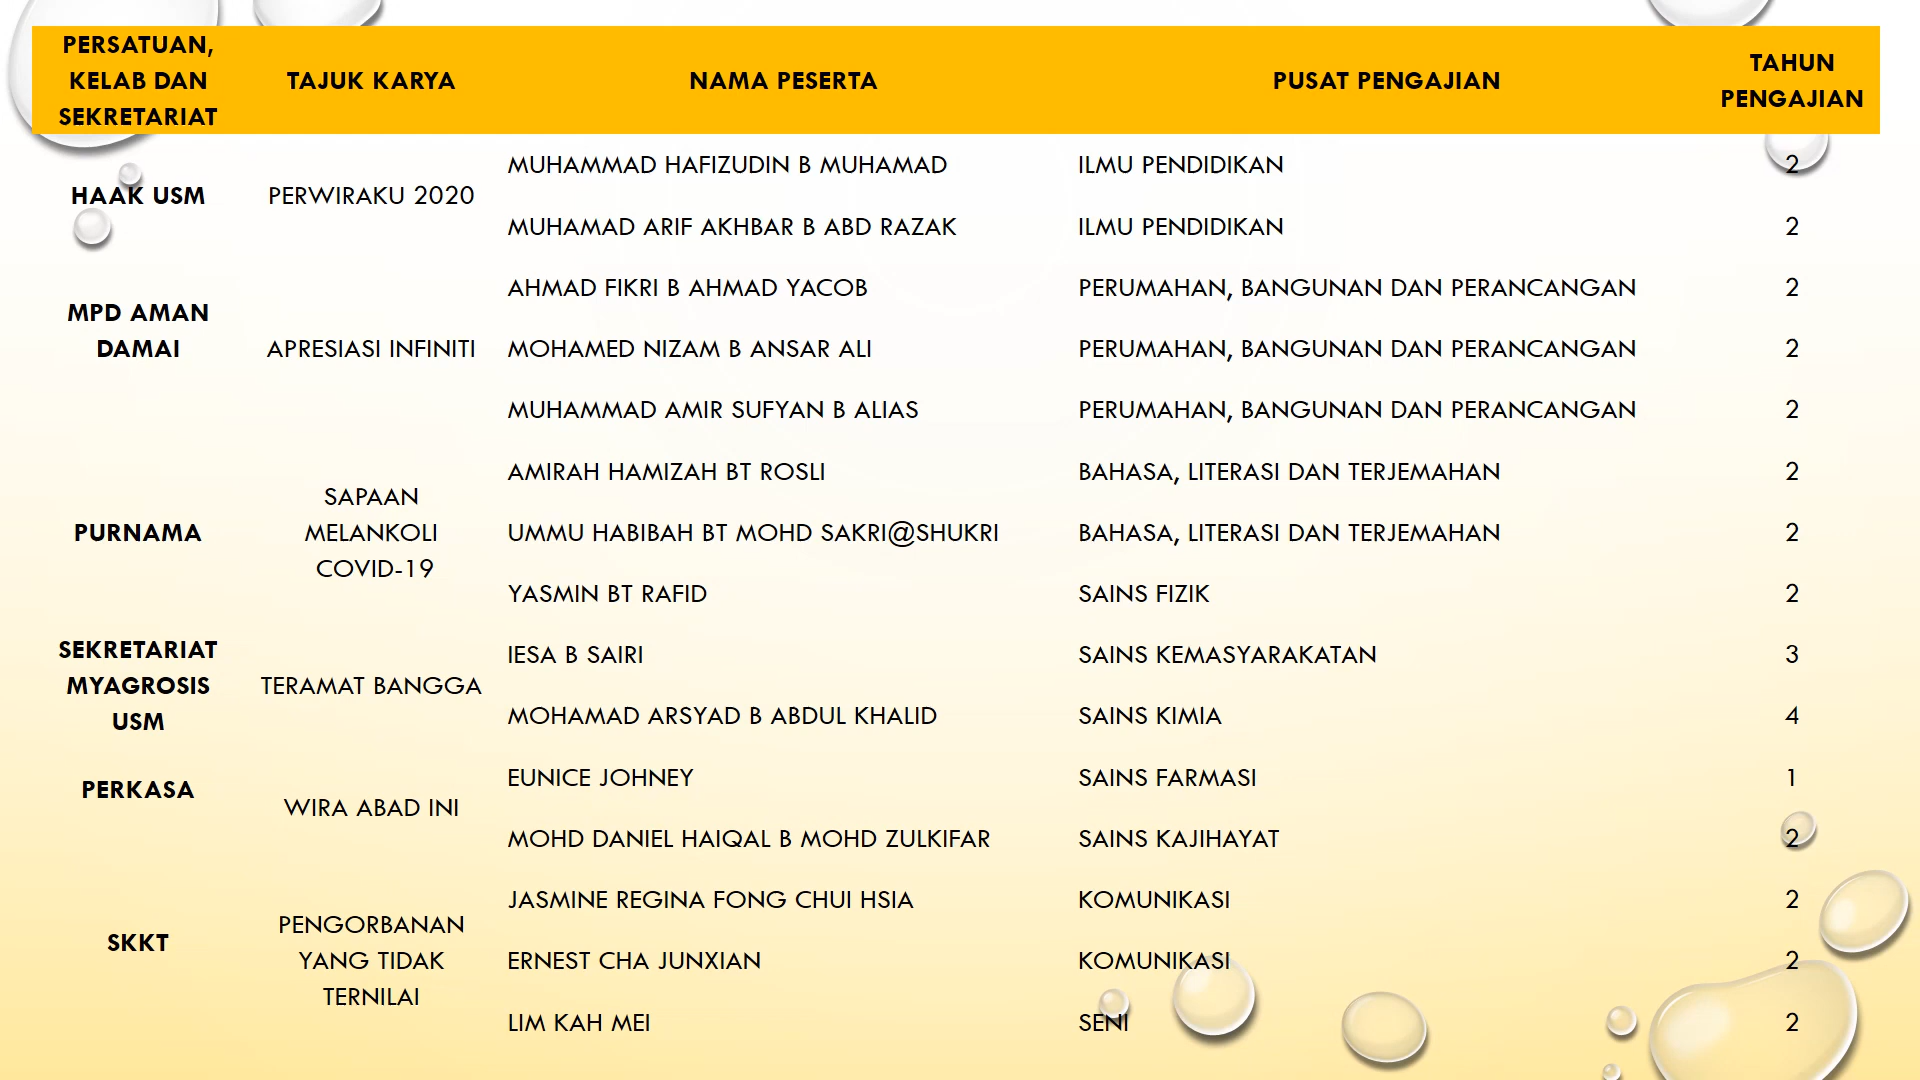 PERSATUAN,
KELAB DAN
SEKRETARIAT
TAJUK KARYA
NAMA PESERTA
PUSAT PENGAJIAN
TAHUN
PENGAJIAN
HAAK USM
PERWIRAKU 2020
MUHAMMAD HAFIZUDIN B MUHAMAD ILMU PENDIDIKAN 2
MUHAMAD ARIF AKHBAR B ABD RAZAK ILMU PENDIDIKAN 2
MPD AMAN
DAMAI
APRESIASI INFINITI
AHMAD FIKRI B AHMAD YACOB PERUMAHAN, BANGUNAN DAN PERANCANGAN 2
MOHAMED NIZAM B ANSAR ALI PERUMAHAN, BANGUNAN DAN PERANCANGAN 2
MUHAMMAD AMIR SUFYAN B ALIAS PERUMAHAN, BANGUNAN DAN PERANCANGAN 2
PURNAMA
SAPAAN
MELANKOLI
COVID-19
AMIRAH HAMIZAH BT ROSLI BAHASA, LITERASI DAN TERJEMAHAN 2
UMMU HABIBAH BT MOHD SAKRI@SHUKRI BAHASA, LITERASI DAN TERJEMAHAN 2
YASMIN BT RAFID SAINS FIZIK 2
SEKRETARIAT
MYAGROSIS
USM
TERAMAT BANGGA
IESA B SAIRI SAINS KEMASYARAKATAN 3
MOHAMAD ARSYAD B ABDUL KHALID SAINS KIMIA 4
PERKASA
WIRA ABAD INI
EUNICE JOHNEY SAINS FARMASI 1
MOHD DANIEL HAIQAL B MOHD ZULKIFAR SAINS KAJIHAYAT 2
SKKT
PENGORBANAN
YANG TIDAK
TERNILAI
JASMINE REGINA FONG CHUI HSIA KOMUNIKASI 2
ERNEST CHA JUNXIAN KOMUNIKASI 2
LIM KAH MEI SENI 2